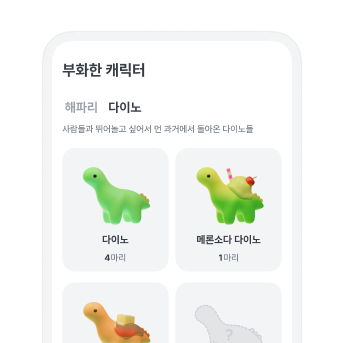 부화한 캐릭터
해파리 다이노
사람들과 뛰어놀고 싶어서 먼 과거에서 돌아온 다이노들
다이노 메론소다 다이노
4마리 1마리
?